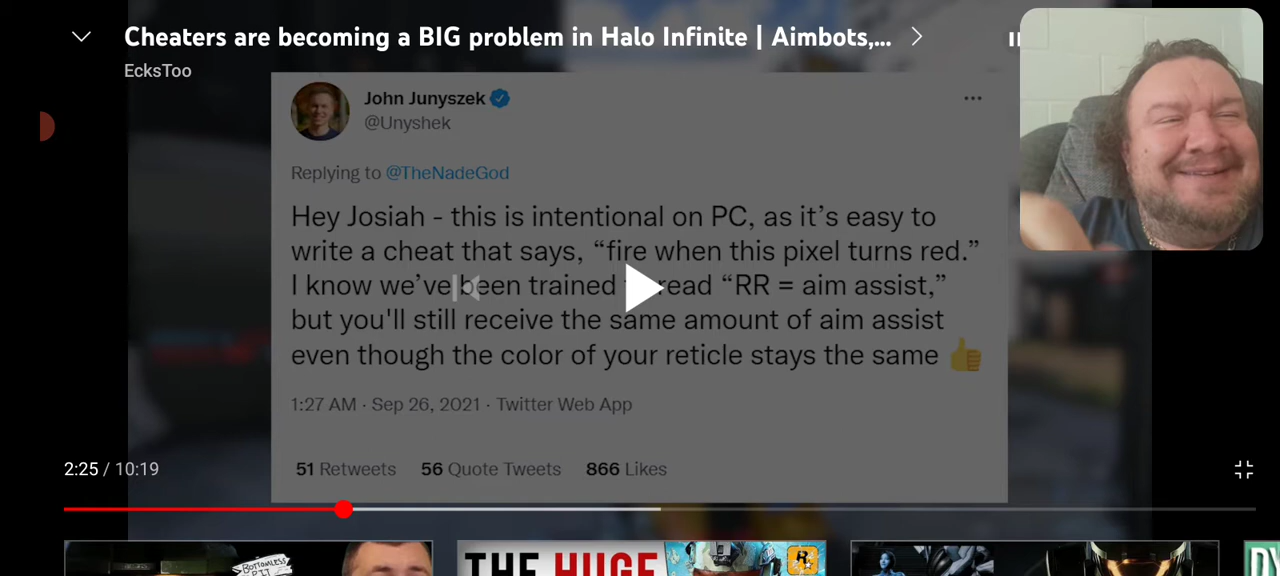 Cheaters are becoming a BIG problem in Halo Infinite | Aimbots,...
EcksToo
John Junyszek
@Unyshek
Replying to @TheNadeGod
Hey Josiah - this is intentional on PC, as it's easy to
write a cheat that says, “fire when this pixel turns red.”
I know we've been trained read “RR = aim assist,”
but you'll still receive the same amount of aim assist
even though the color of your reticle stays the same 👍
1:27 AM · Sep 26, 2021 · Twitter Web App
51 Retweets 56 Quote Tweets 866 Likes
2:25 / 10:19
BOTTOMLESS
PIT
THE HUGE